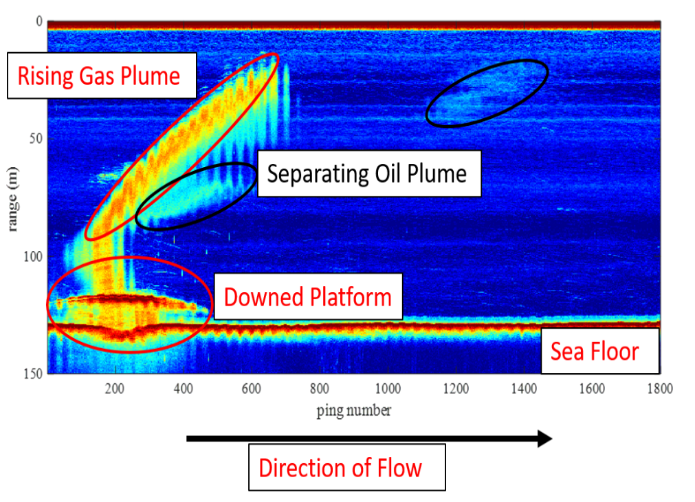 0
Rising Gas Plume
50
Separating Oil Plume
range (m)
100
Downed Platform
Sea Floor
150
200 400 600 800 1000 1200 1400 1600 1800
ping number
Direction of Flow